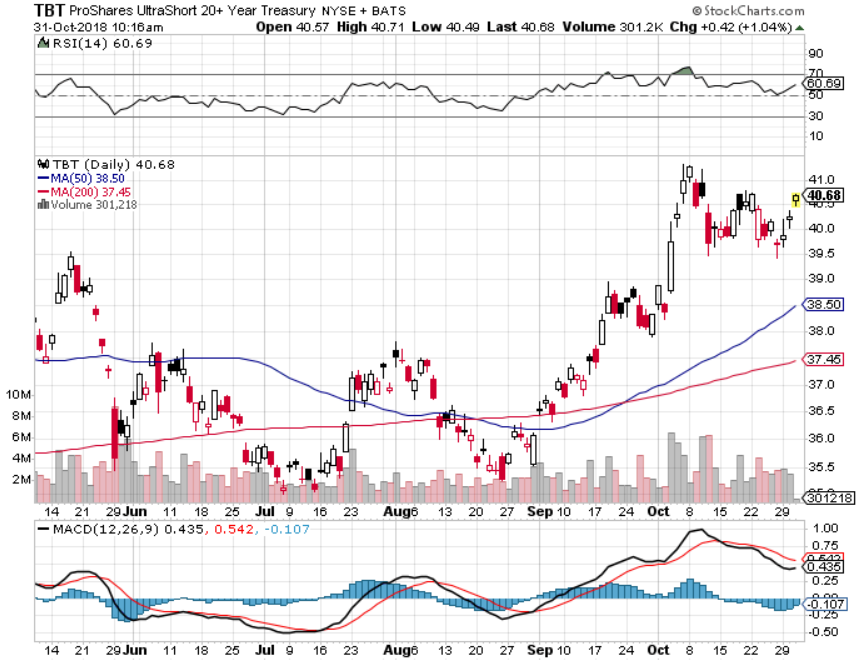 TBT ProShares UltraShort 20+ Year Treasury NYSE + BATS © StockCharts.com
31-Oct-2018 10:16am Open 40.57 High 40.71 Low 40.49 Last 40.68 Volume 301.2K Chg +0.42 (+1.04%)
RSI(14) 60.69
90
70
60.69
50
30
10
TBT (Daily) 40.68
MA(50) 38.50
MA(200) 37.45
Volume 301,218
41.0
40.68
40.5
40.0
39.5
39.0
38.50
38.0
37.45
37.0
10M 36.5
8M
6M 36.0
4M 35.5
2M
301218
14 21 29 Jun 11 18 25 Jul 9 16 23 Aug 6 13 20 27 Sep 10 17 24 Oct 8 15 22 29
MACD(12,26,9) 0.435, 0.542, -0.107
1.00
0.75
0.542
0.435
0.25
-0.107
-0.25
-0.50
14 21 29 Jun 11 18 25 Jul 9 16 23 Aug 6 13 20 27 Sep 10 17 24 Oct 8 15 22 29